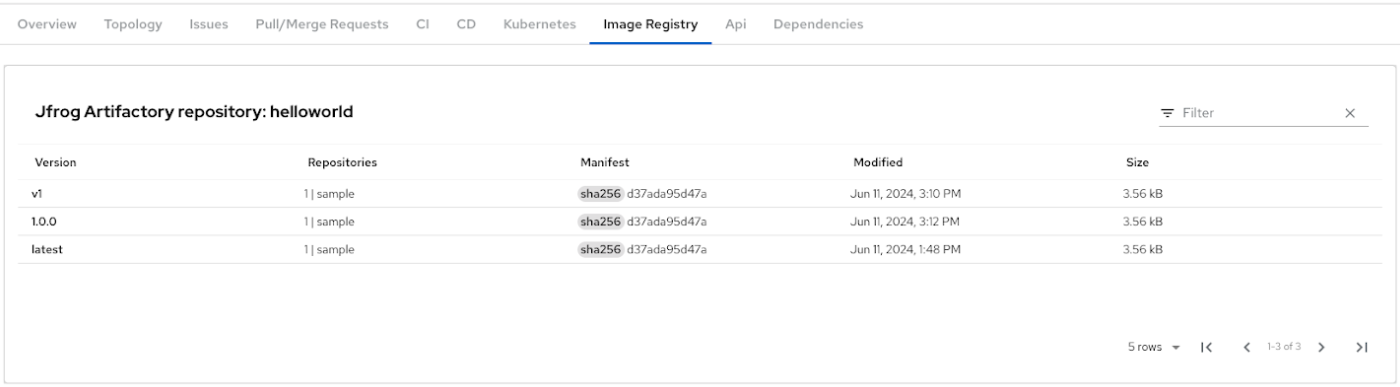 Overview Topology Issues Pull/Merge Requests CI CD Kubernetes Image Registry Api Dependencies
Jfrog Artifactory repository: helloworld
Filter
Version Repositories Manifest Modified Size
v1 1 | sample sha256 d37ada95d47a Jun 11, 2024, 3:10 PM 3.56 kB
1.0.0 1 | sample sha256 d37ada95d47a Jun 11, 2024, 3:12 PM 3.56 kB
latest 1 | sample sha256 d37ada95d47a Jun 11, 2024, 1:48 PM 3.56 kB
5 rows 1-3 of 3